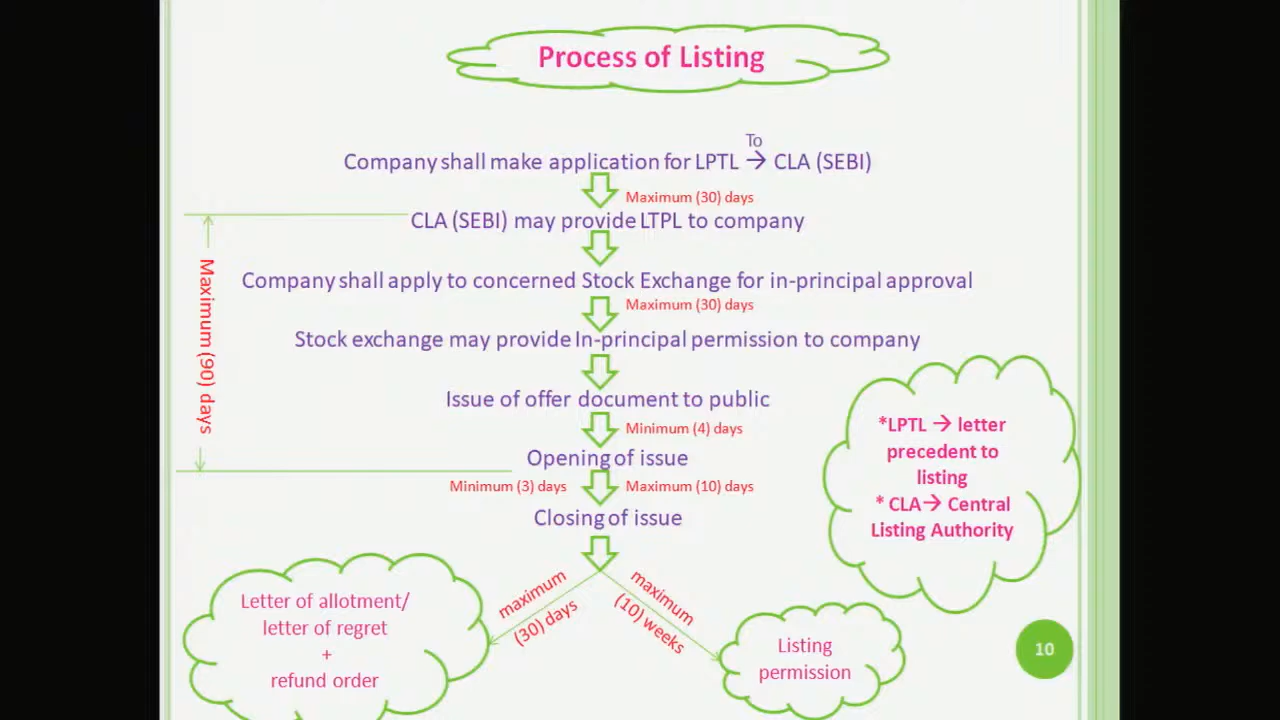 Process of Listing
To
Company shall make application for LPTL → CLA (SEBI)
Maximum (30) days
CLA (SEBI) may provide LTPL to company
Company shall apply to concerned Stock Exchange for in-principal approval
Maximum (30) days
Stock exchange may provide In-principal permission to company
Issue of offer document to public
Minimum (4) days
Opening of issue
Minimum (3) days
Maximum (10) days
Closing of issue
Maximum (90) days
*LPTL → letter
precedent to
listing
* CLA→ Central
Listing Authority
maximum
(30) days
maximum
(10) weeks
Letter of allotment/
letter of regret
+
refund order
Listing
permission
10